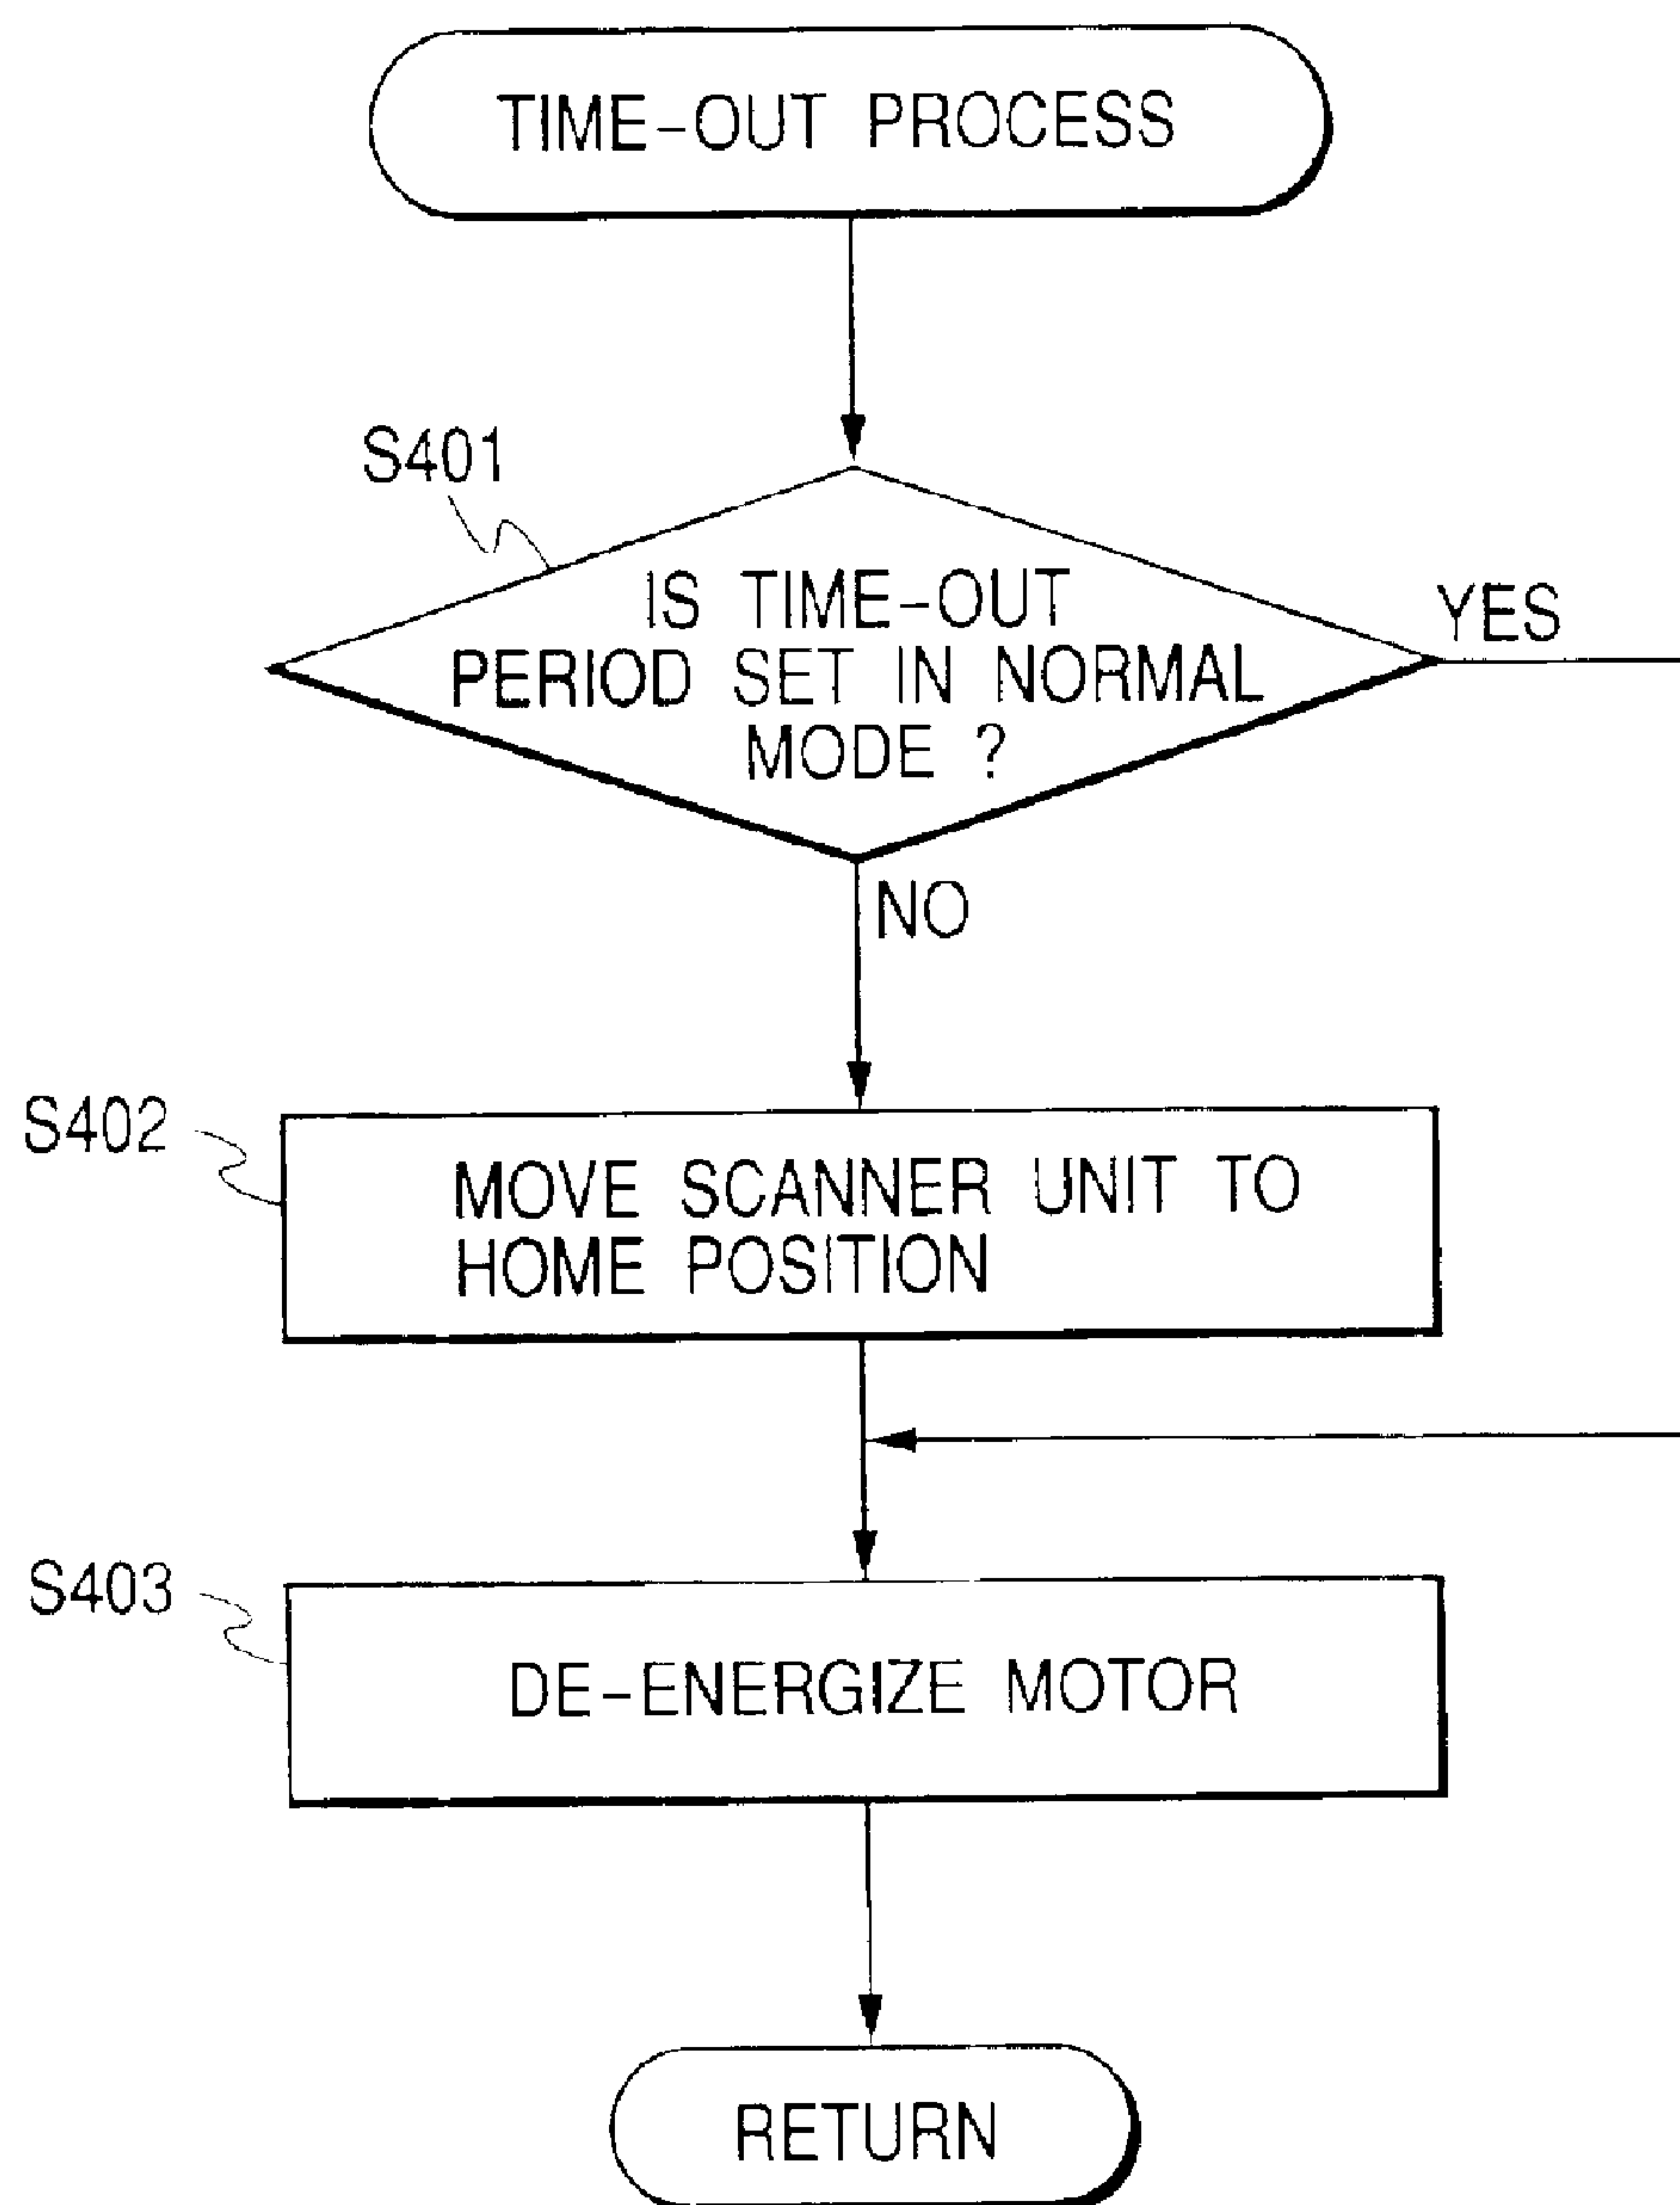 TIME-OUT PROCESS
S401
IS TIME-OUT
PERIOD SET IN NORMAL
MODE ?
YES
NO
S402
MOVE SCANNER UNIT TO
HOME POSITION
S403
DE-ENERGIZE MOTOR
RETURN